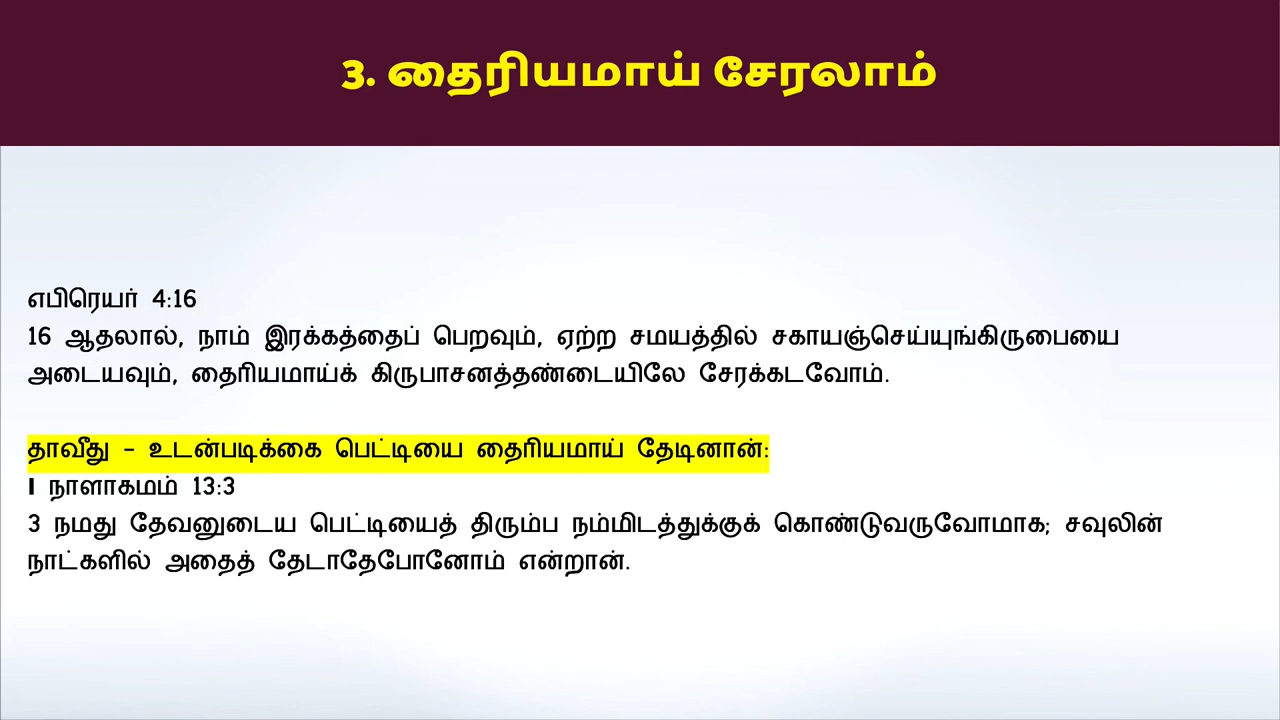 3. தைரியமாய் சேரலாம்
எபிரெயர் 4:16
16 ஆதலால், நாம் இரக்கத்தைப் பெறவும், ஏற்ற சமயத்தில் சகாயஞ்செய்யுங்கிருபையை
அடையவும், தைரியமாய்க் கிருபாசனத்தண்டையிலே சேரக்கடவோம்.
தாவீது - உடன்படிக்கை பெட்டியை தைரியமாய் தேடினான்:
I நாளாகமம் 13:3
3 நமது தேவனுடைய பெட்டியைத் திரும்ப நம்மிடத்துக்குக் கொண்டுவருவோமாக; சவுலின்
நாட்களில் அதைத் தேடாதேபோனோம் என்றான்.